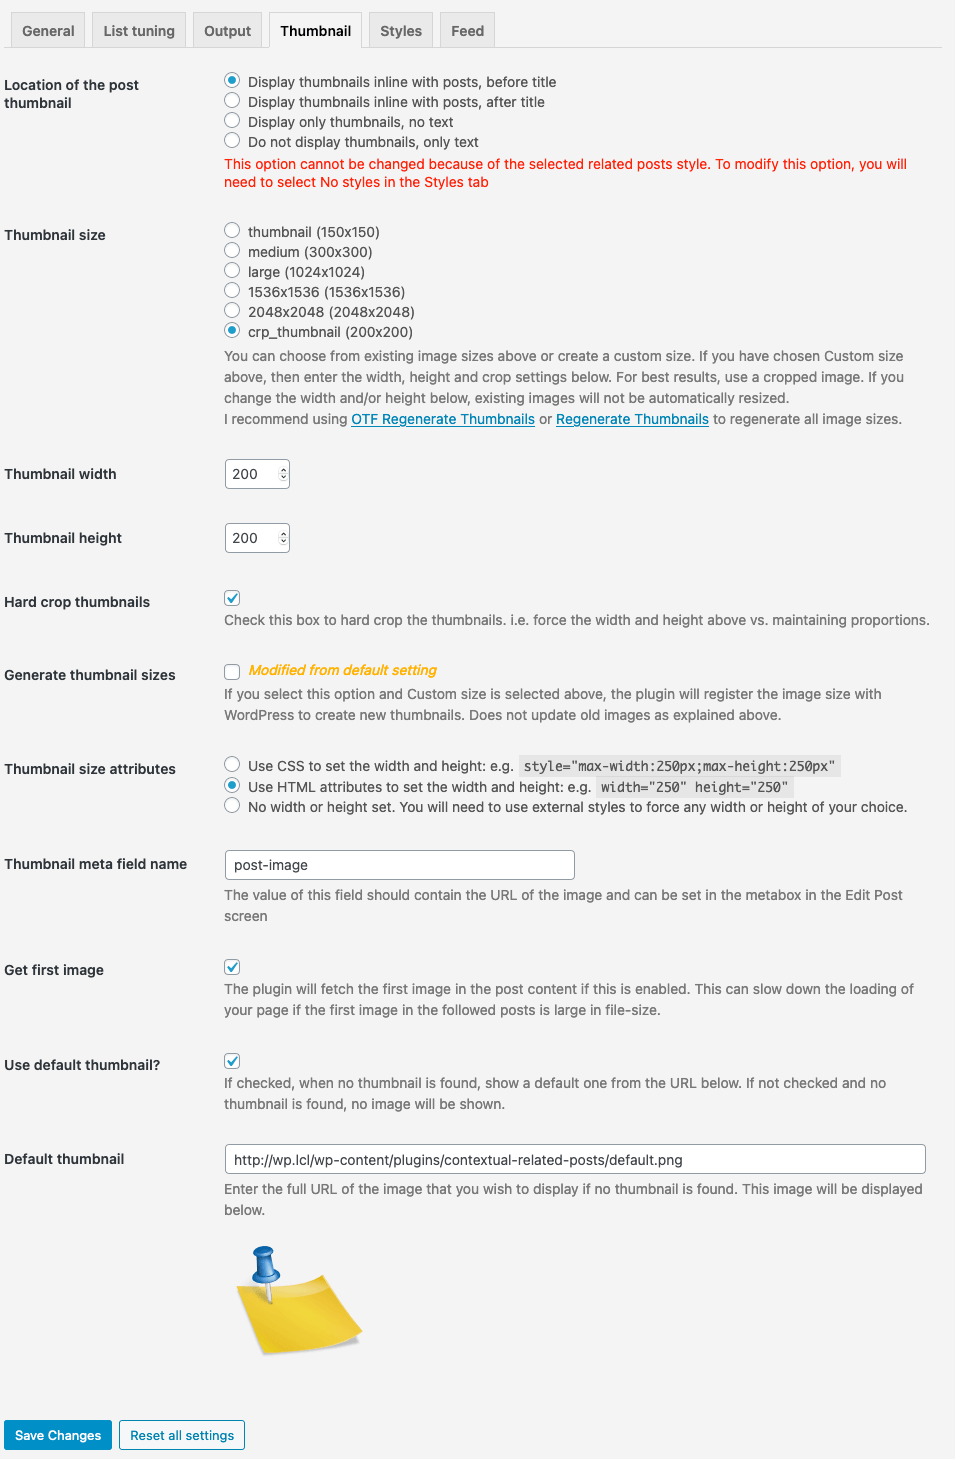 General List tuning Output Thumbnail Styles Feed
Location of the post
thumbnail
Display thumbnails inline with posts, before title
Display thumbnails inline with posts, after title
Display only thumbnails, no text
Do not display thumbnails, only text
This option cannot be changed because of the selected related posts style. To modify this option, you will
need to select No styles in the Styles tab
Thumbnail size
thumbnail (150x150)
medium (300x300)
large (1024x1024)
1536x1536 (1536x1536)
2048x2048 (2048x2048)
crp_thumbnail (200x200)
You can choose from existing image sizes above or create a custom size. If you have chosen Custom size
above, then enter the width, height and crop settings below. For best results, use a cropped image. If you
change the width and/or height below, existing images will not be automatically resized.
I recommend using OTF Regenerate Thumbnails or Regenerate Thumbnails to regenerate all image sizes.
Thumbnail width
200
Thumbnail height
200
Hard crop thumbnails
Check this box to hard crop the thumbnails. i.e. force the width and height above vs. maintaining proportions.
Generate thumbnail sizes
Modified from default setting
If you select this option and Custom size is selected above, the plugin will register the image size with
WordPress to create new thumbnails. Does not update old images as explained above.
Thumbnail size attributes
Use CSS to set the width and height: e.g. style="max-width:250px;max-height:250px"
Use HTML attributes to set the width and height: e.g. width="250" height="250"
No width or height set. You will need to use external styles to force any width or height of your choice.
Thumbnail meta field name
post-image
The value of this field should contain the URL of the image and can be set in the metabox in the Edit Post
screen
Get first image
The plugin will fetch the first image in the post content if this is enabled. This can slow down the loading of
your page if the first image in the followed posts is large in file-size.
Use default thumbnail?
If checked, when no thumbnail is found, show a default one from the URL below. If not checked and no
thumbnail is found, no image will be shown.
Default thumbnail
http://wp.lcl/wp-content/plugins/contextual-related-posts/default.png
Enter the full URL of the image that you wish to display if no thumbnail is found. This image will be displayed
below.
Save Changes Reset all settings